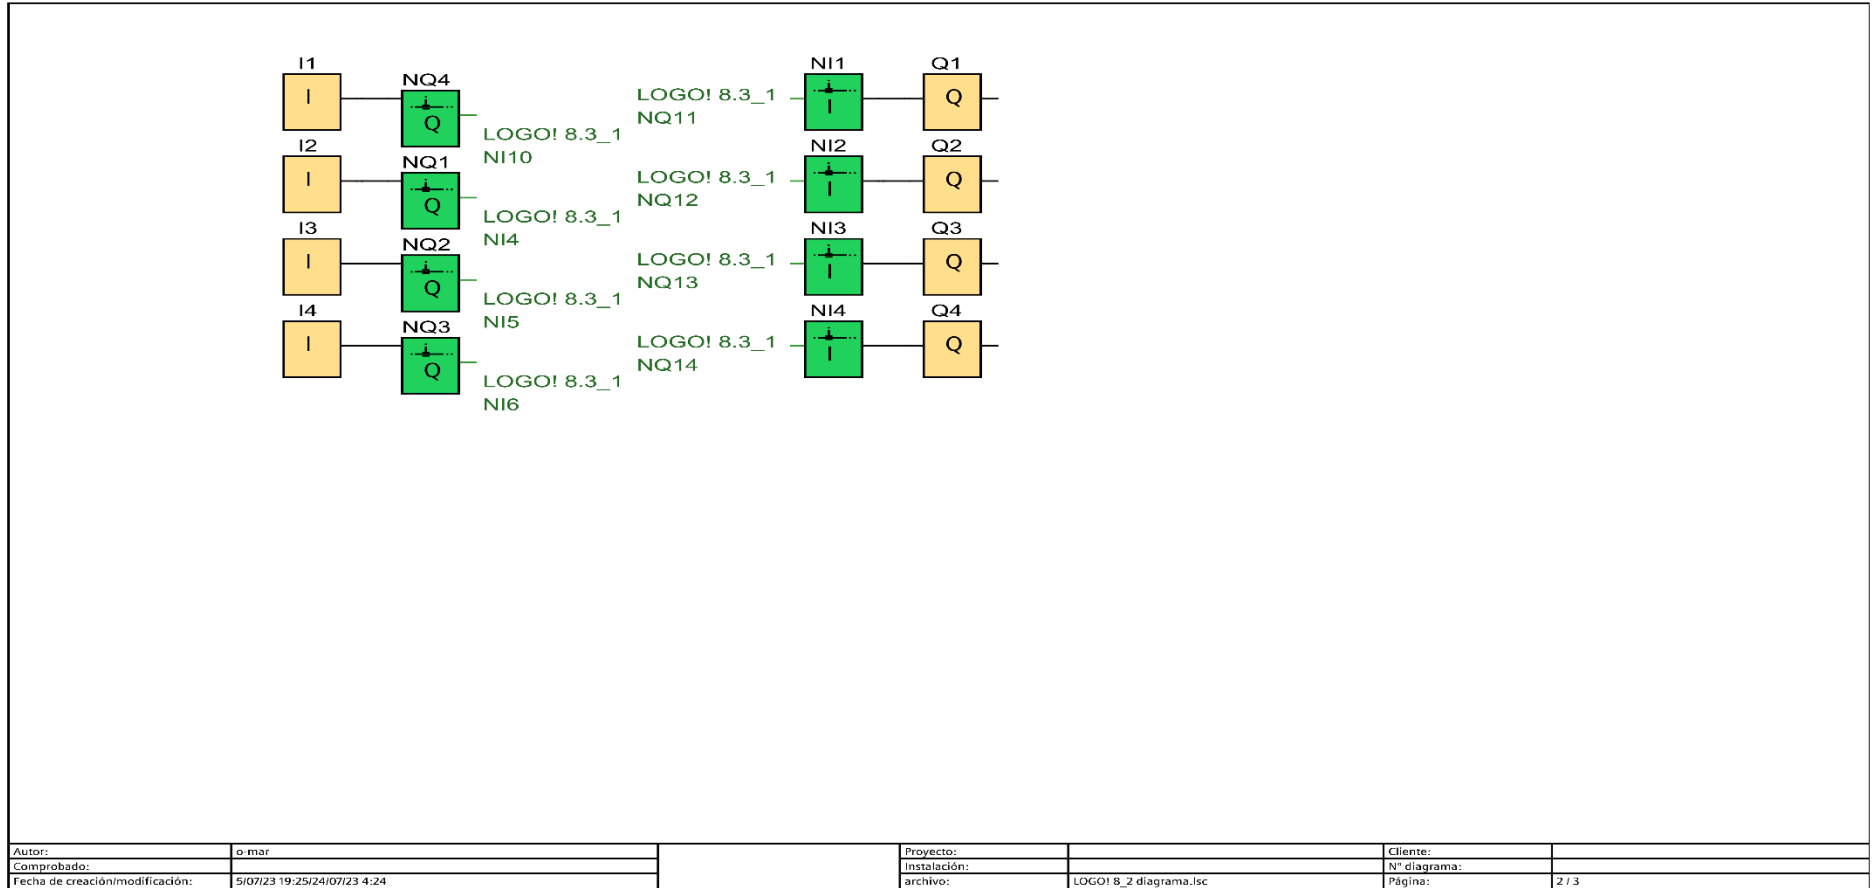 I1
I
NQ4
Q
LOGO! 8.3_1
NI10
LOGO! 8.3_1
NQ11
NI1
I
Q1
Q
I2
I
NQ1
Q
LOGO! 8.3_1
NI4
LOGO! 8.3_1
NQ12
NI2
I
Q2
Q
I3
I
NQ2
Q
LOGO! 8.3_1
NI5
LOGO! 8.3_1
NQ13
NI3
I
Q3
Q
I4
I
NQ3
Q
LOGO! 8.3_1
NI6
LOGO! 8.3_1
NQ14
NI4
I
Q4
Q
Autor: o-mar Proyecto: Cliente:
Comprobado: Instalación: N° diagrama:
Fecha de creación/modificación: 5/07/23 19:25/24/07/23 4:24 archivo: LOGO! 8_2 diagrama.lsc Página: 2 / 3